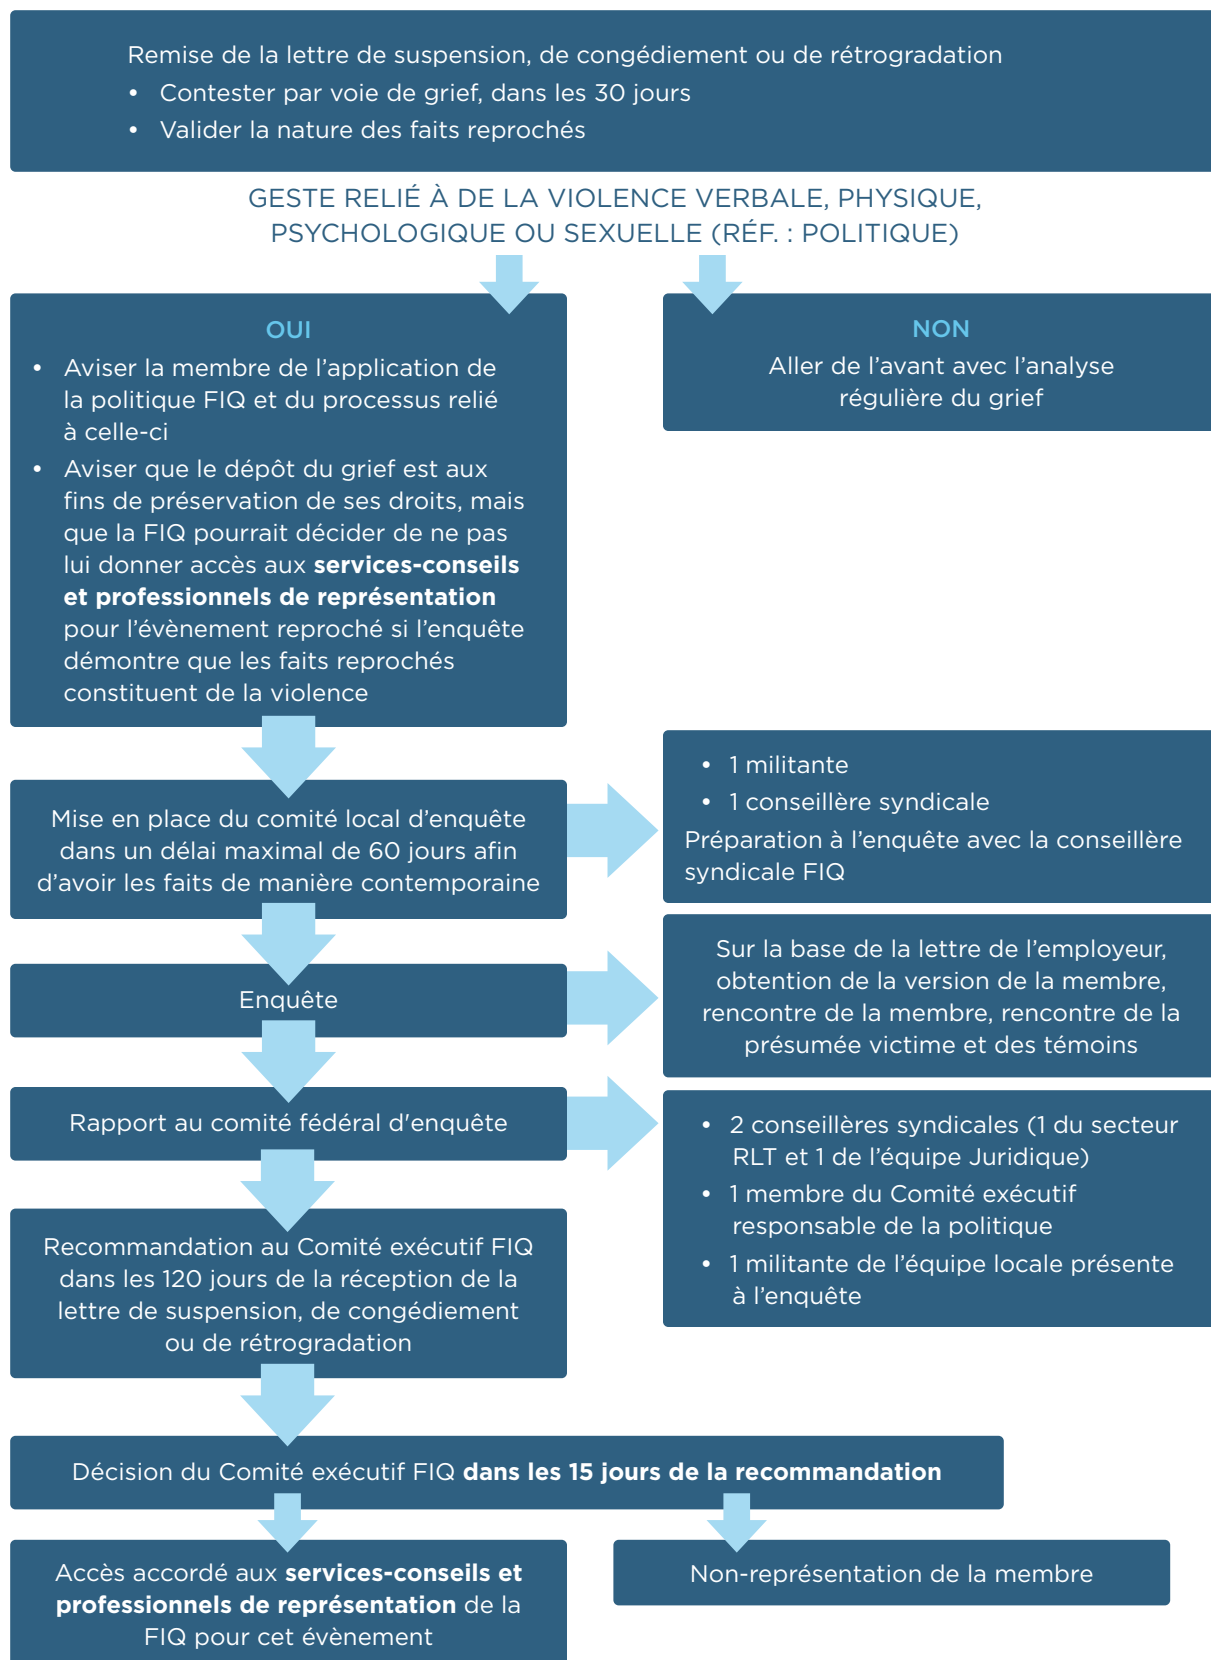 Remise de la lettre de suspension, de congédiement ou de rétrogradation
• Contester par voie de grief, dans les 30 jours
• Valider la nature des faits reprochés
GESTE RELIÉ À DE LA VIOLENCE VERBALE, PHYSIQUE,
PSYCHOLOGIQUE OU SEXUELLE (RÉF. : POLITIQUE)
OUI
• Aviser la membre de l’application de
la politique FIQ et du processus relié
à celle-ci
• Aviser que le dépôt du grief est aux
fins de préservation de ses droits, mais
que la FIQ pourrait décider de ne pas
lui donner accès aux services-conseils
et professionnels de représentation
pour l’évènement reproché si l’enquête
démontre que les faits reprochés
constituent de la violence
NON
Aller de l’avant avec l’analyse
régulière du grief
Mise en place du comité local d’enquête
dans un délai maximal de 60 jours afin
d’avoir les faits de manière contemporaine
• 1 militante
• 1 conseillère syndicale
Préparation à l’enquête avec la conseillère
syndicale FIQ
Enquête
Sur la base de la lettre de l’employeur,
obtention de la version de la membre,
rencontre de la membre, rencontre de la
présumée victime et des témoins
Rapport au comité fédéral d'enquête
• 2 conseillères syndicales (1 du secteur
RLT et 1 de l’équipe Juridique)
• 1 membre du Comité exécutif
responsable de la politique
• 1 militante de l’équipe locale présente
à l’enquête
Recommandation au Comité exécutif FIQ
dans les 120 jours de la réception de la
lettre de suspension, de congédiement
ou de rétrogradation
Décision du Comité exécutif FIQ dans les 15 jours de la recommandation
Accès accordé aux services-conseils et
professionnels de représentation de la
FIQ pour cet évènement
Non-représentation de la membre